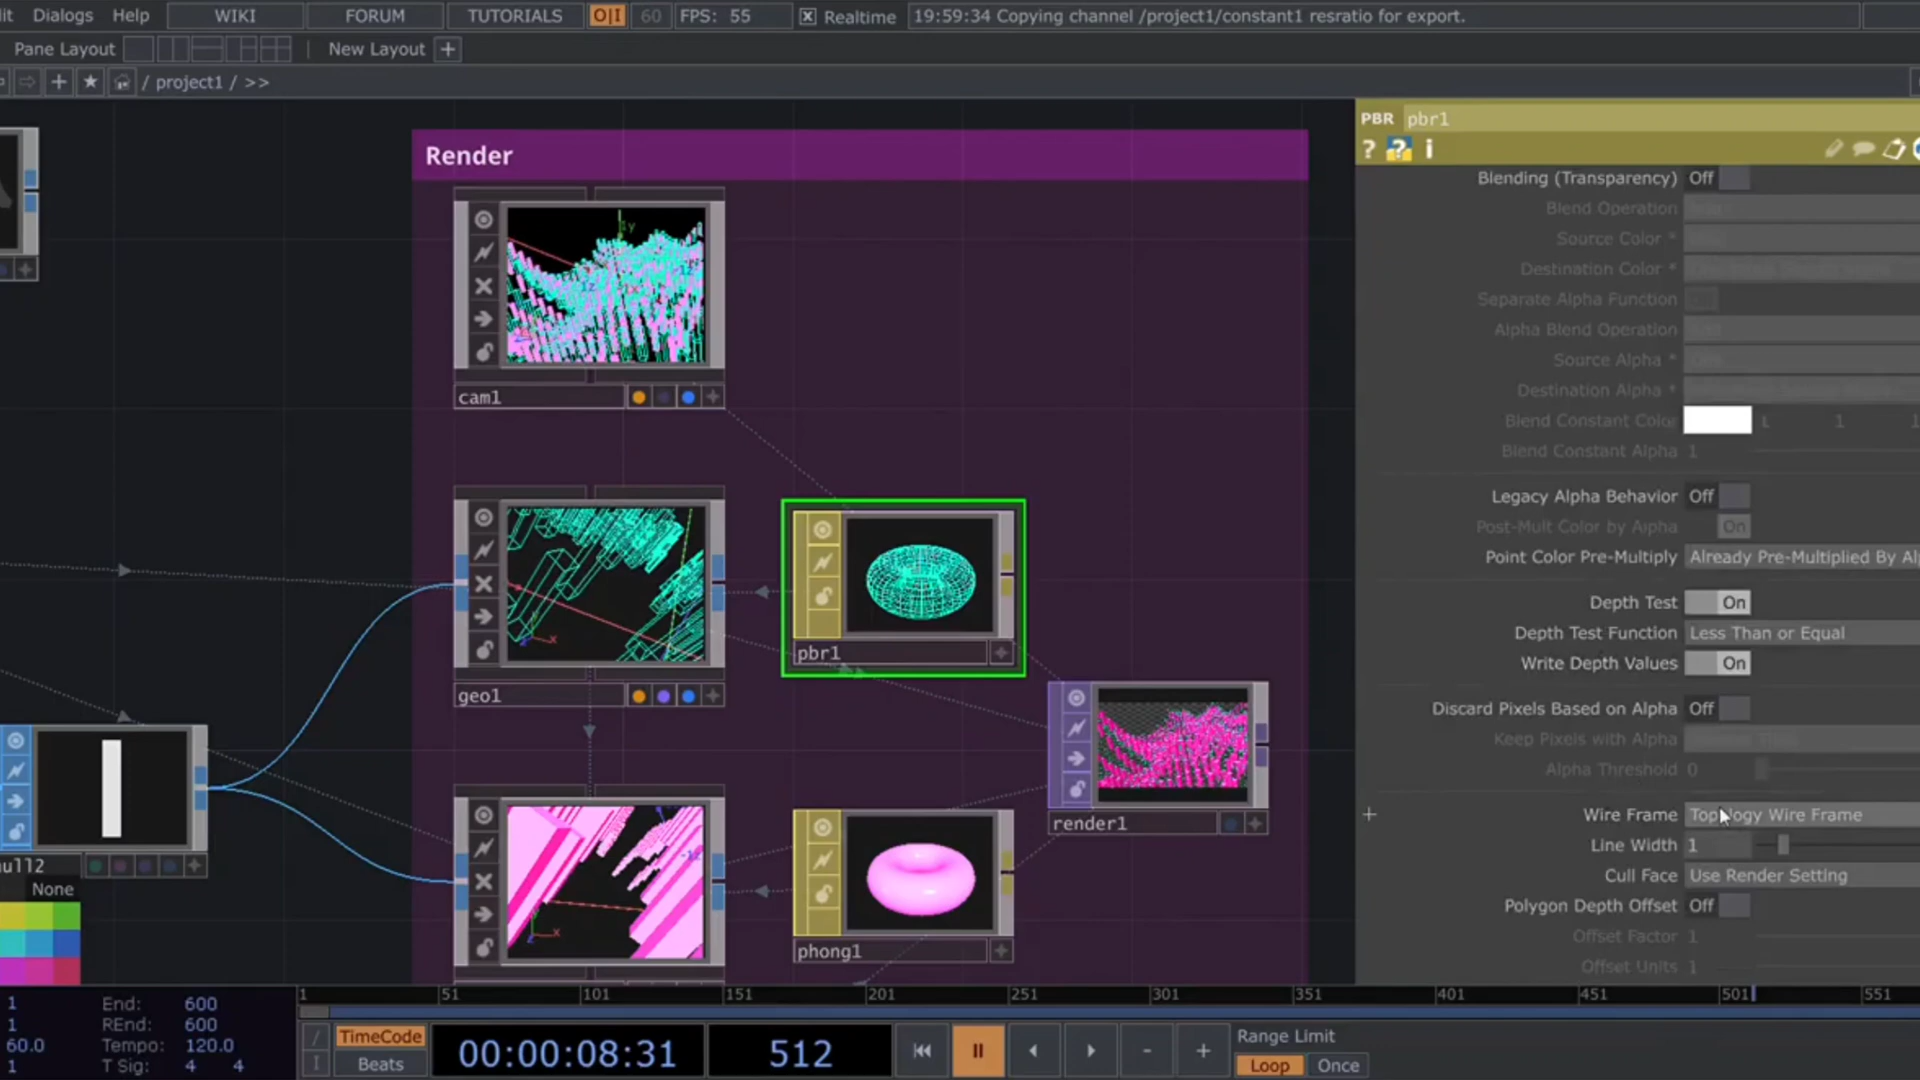 Dialogs Help WIKI FORUM TUTORIALS O|I 60 FPS: 55 Realtime 19:59:34 Copying channel /project1/constant1 resratio for export.
Pane Layout New Layout +
+ / project1 / >>
PBR pbr1
? ? i
Render
Blending (Transparency) Off
Blend Operation
Source Color *
Destination Color *
Separate Alpha Function
Alpha Blend Operation
Source Alpha *
Destination Alpha *
Blend Constant Color 1 1
Blend Constant Alpha 1
Legacy Alpha Behavior Off
Post-Mult Color by Alpha On
Point Color Pre-Multiply Already Pre-Multiplied By
Depth Test On
Depth Test Function Less Than or Equal
Write Depth Values On
Discard Pixels Based on Alpha Off
Keep Pixels with Alpha
Alpha Threshold 0
Wire Frame Topology Wire Frame
Line Width 1
Cull Face Use Render Setting
Polygon Depth Offset Off
Offset Factor 1
Offset Units 1
cam1
pbr1
geo1
render1
phong1
None
1 51 101 151 201 251 301 351 401 451 501 551
1 End: 600
1 REnd: 600
60.0 Tempo: 120.0
1 T Sig: 4 4
TimeCode
Beats
00:00:08:31
512
- +
Range Limit
Loop Once